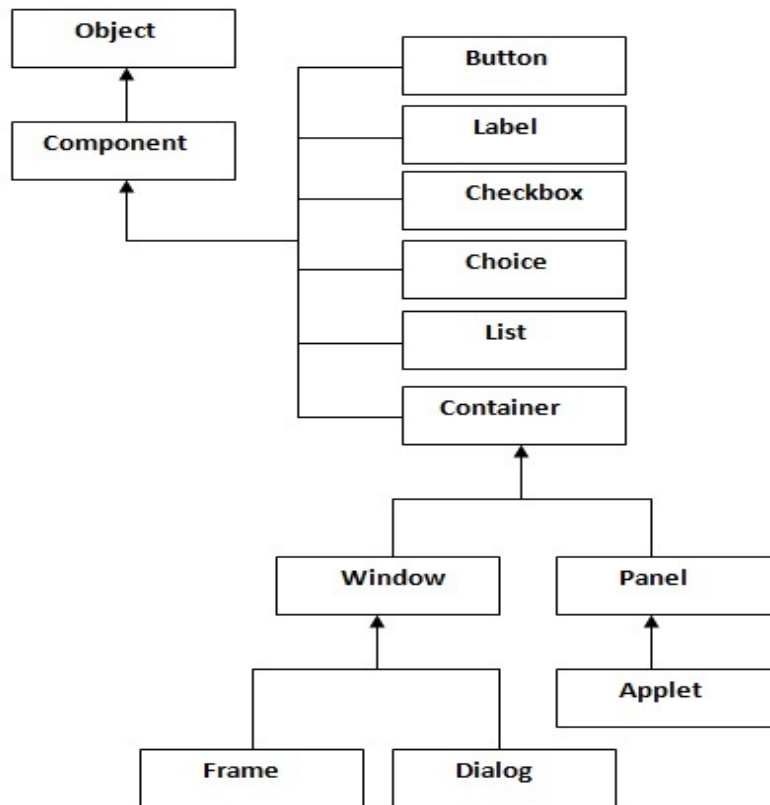 Object
Component
Button
Label
Checkbox
Choice
List
Container
Window
Panel
Applet
Frame
Dialog